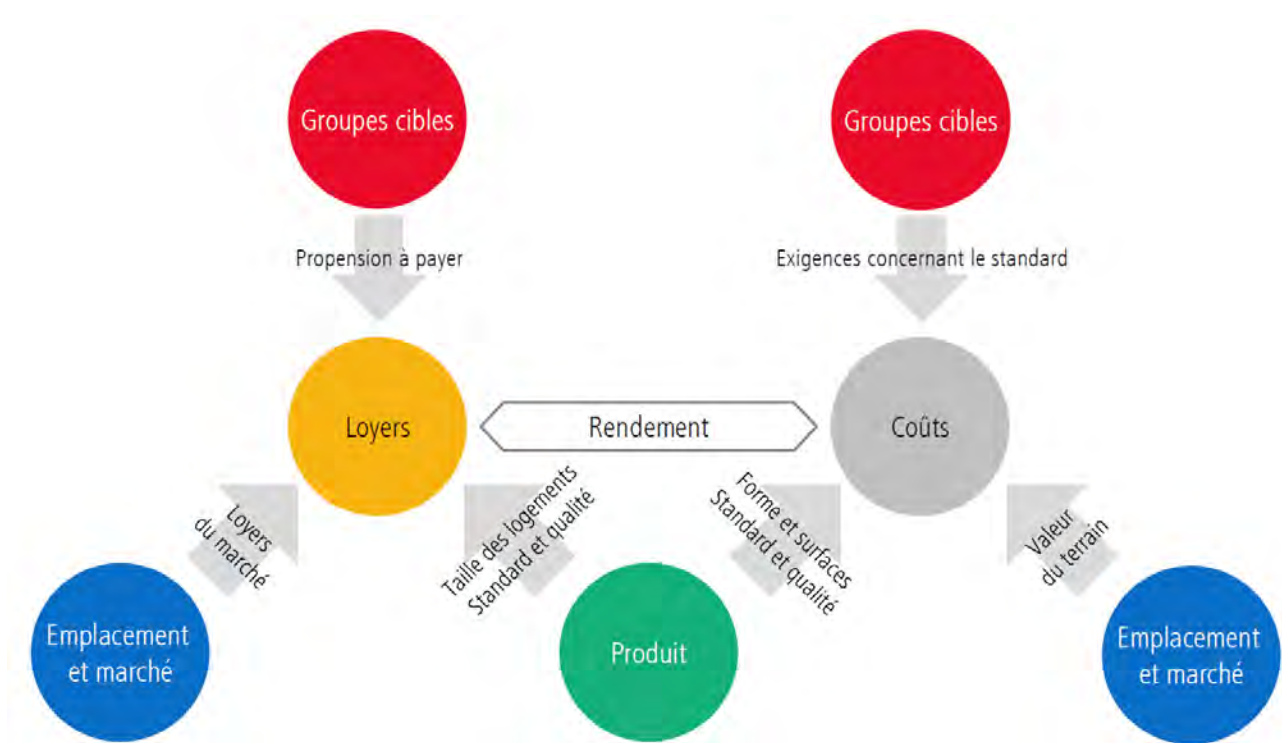 Groupes cibles
Groupes cibles
Propension à payer
Exigences concernant le standard
Loyers
Rendement
Coûts
Loyers
du marché
Taille des logements
Standard et qualité
Forme et surfaces
Standard et qualité
Valeur
du terrain
Emplacement
et marché
Produit
Emplacement
et marché